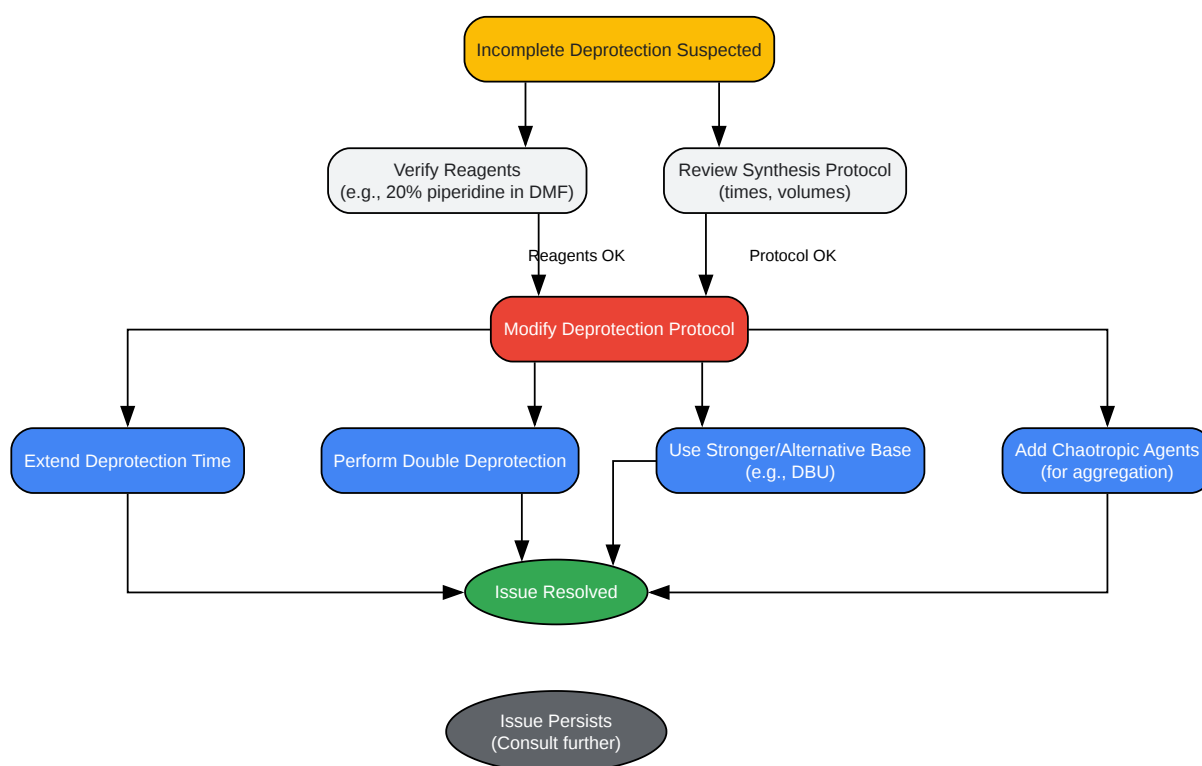 Incomplete Deprotection Suspected
Verify Reagents
(e.g., 20% piperidine in DMF)
Review Synthesis Protocol
(times, volumes)
Reagents OK
Protocol OK
Modify Deprotection Protocol
Extend Deprotection Time
Perform Double Deprotection
Use Stronger/Alternative Base
(e.g., DBU)
Add Chaotropic Agents
(for aggregation)
Issue Resolved
Issue Persists
(Consult further)